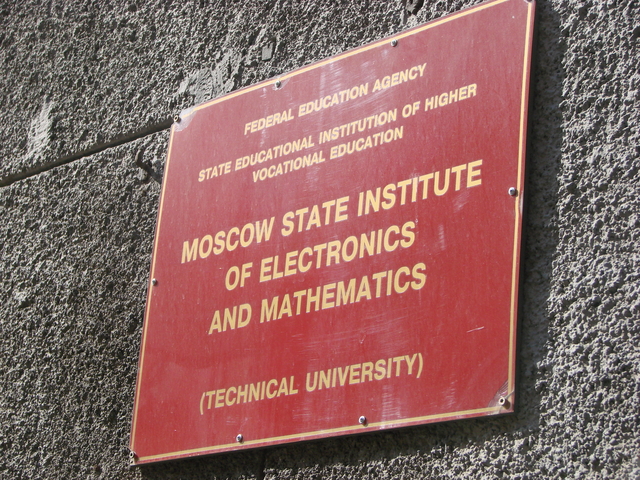 FEDERAL EDUCATION AGENCY
STATE EDUCATIONAL INSTITUTION OF HIGHER
VOCATIONAL EDUCATION
MOSCOW STATE INSTITUTE
OF ELECTRONICS
AND MATHEMATICS
(TECHNICAL UNIVERSITY)